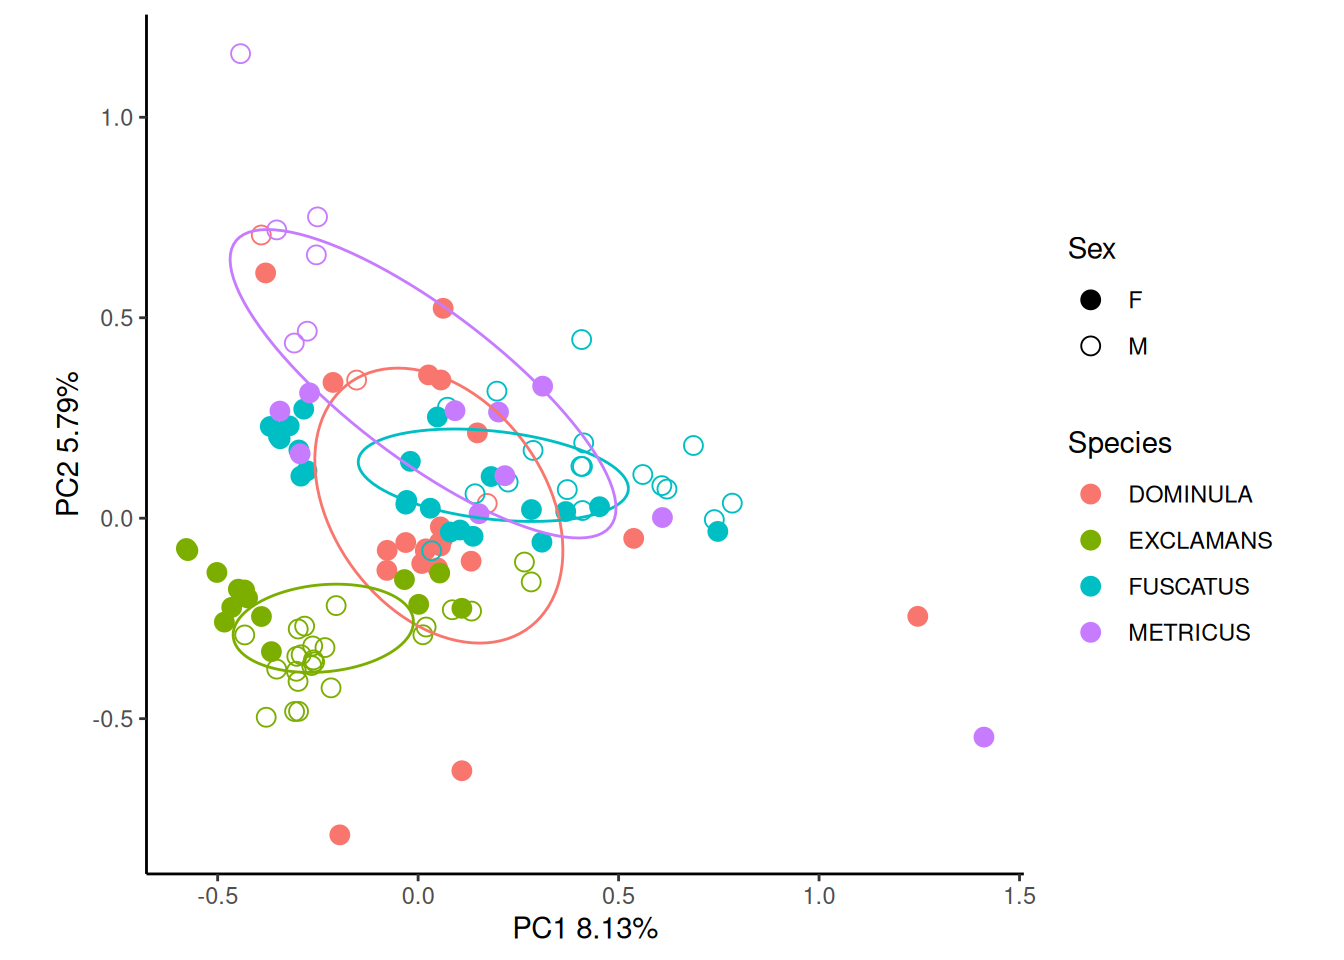 1.0
0.5
0.0
-0.5
PC2 5.79%
-0.5
0.0
0.5
1.0
1.5
PC1 8.13%
Sex
F
M
Species
DOMINULA
EXCLAMANS
FUSCATUS
METRICUS